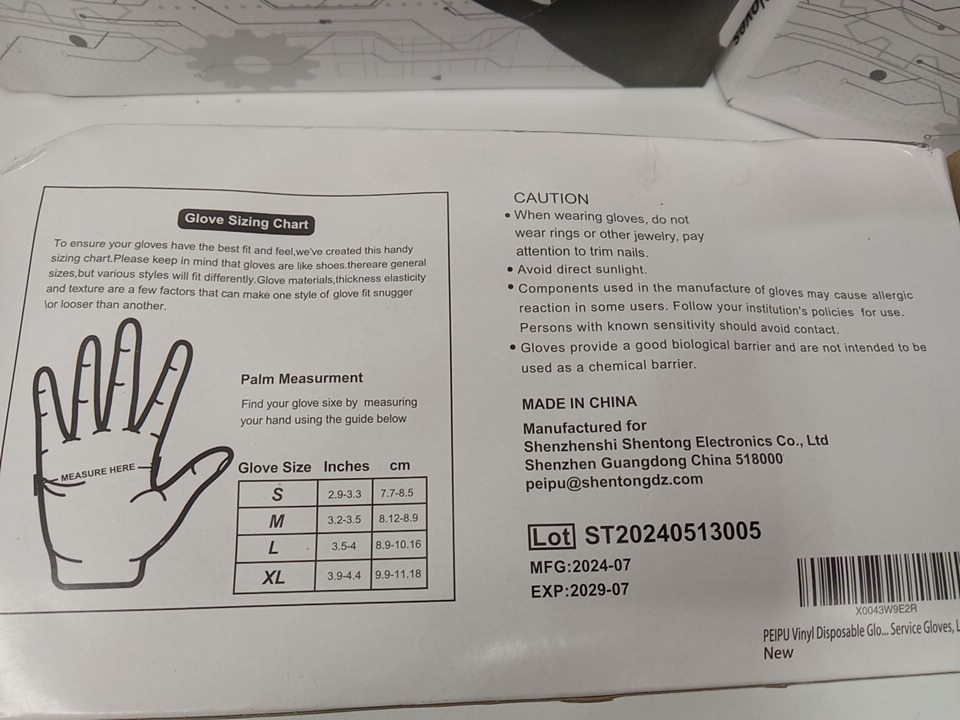 Gloves
Glove Sizing Chart
To ensure your gloves have the best fit and feel,we've created this handy
sizing chart.Please keep in mind that gloves are like shoes.thereare general
sizes,but various styles will fit differently.Glove materials,thickness elasticity
and texture are a few factors that can make one style of glove fit snugger
\or looser than another.
Palm Measurment
Find your glove sixe by measuring
your hand using the guide below
MEASURE HERE
Glove Size Inches cm
S 2.9-3.3 7.7-8.5
M 3.2-3.5 8.12-8.9
L 3.5-4 8.9-10.16
XL 3.9-4.4 9.9-11.18
CAUTION
• When wearing gloves, do not
wear rings or other jewelry, pay
attention to trim nails.
• Avoid direct sunlight.
• Components used in the manufacture of gloves may cause allergic
reaction in some users. Follow your institution's policies for use.
Persons with known sensitivity should avoid contact.
• Gloves provide a good biological barrier and are not intended to be
used as a chemical barrier.
MADE IN CHINA
Manufactured for
Shenzhenshi Shentong Electronics Co., Ltd
Shenzhen Guangdong China 518000
peipu@shentongdz.com
Lot ST20240513005
MFG:2024-07
EXP:2029-07
X0043W9E2R
PEIPU Vinyl Disposable Glo... Service Gloves, L
New